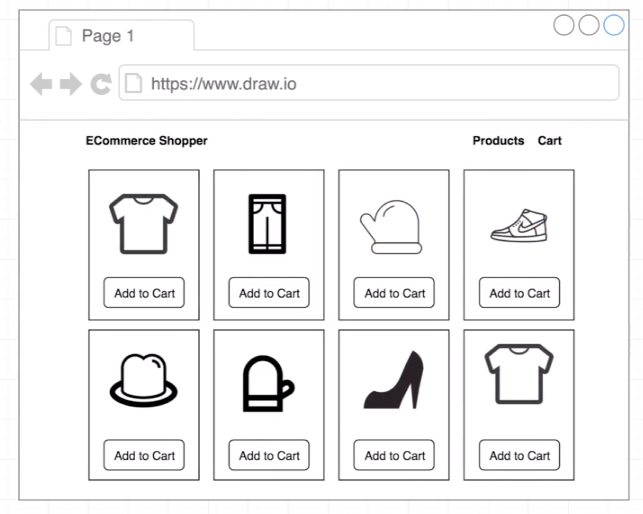 Page 1
https://www.draw.io
ECommerce Shopper Products Cart
Add to Cart Add to Cart Add to Cart Add to Cart
Add to Cart Add to Cart Add to Cart Add to Cart